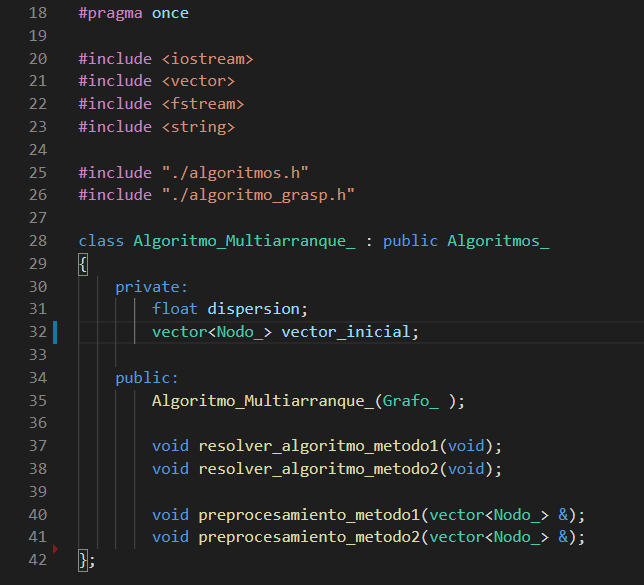 18 #pragma once
19
20 #include <iostream>
21 #include <vector>
22 #include <fstream>
23 #include <string>
24
25 #include "./algoritmos.h"
26 #include "./algoritmo_grasp.h"
27
28 class Algoritmo_Multiarranque_ : public Algoritmos_
29 {
30     private:
31         float dispersion;
32         vector<Nodo_> vector_inicial;
33
34     public:
35         Algoritmo_Multiarranque_(Grafo_ );
36
37         void resolver_algoritmo_metodo1(void);
38         void resolver_algoritmo_metodo2(void);
39
40         void preprocesamiento_metodo1(vector<Nodo_> &);
41         void preprocesamiento_metodo2(vector<Nodo_> &);
42 };